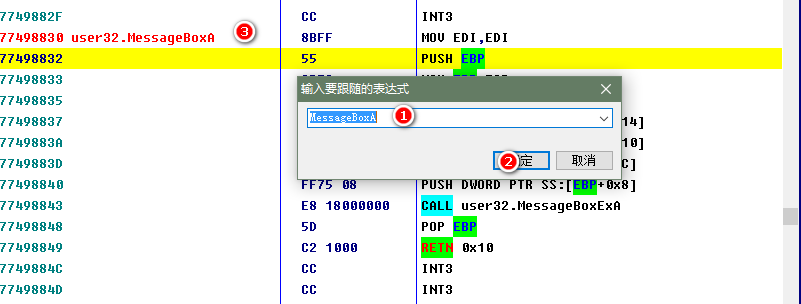 7749882F CC INT3
77498830 user32.MessageBoxA 3 8BFF MOV EDI,EDI
77498832 55 PUSH EBP
77498833
输入要跟随的表达式
77498835
MessageBoxA 1
77498837 14]
7749883A 10]
7749883D C]
2 定 取消
77498840 FF75 08 PUSH DWORD PTR SS:[EBP+0x8]
77498843 E8 18000000 CALL user32.MessageBoxExA
77498848 5D POP EBP
77498849 C2 1000 RETN 0x10
7749884C CC INT3
7749884D CC INT3